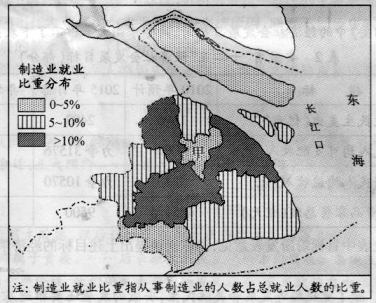 制造业就业
比重分布
0~5%
5~10%
>10%
甲
长江口
东海
注：制造业就业比重指从事制造业的人数占总就业人数的比重。